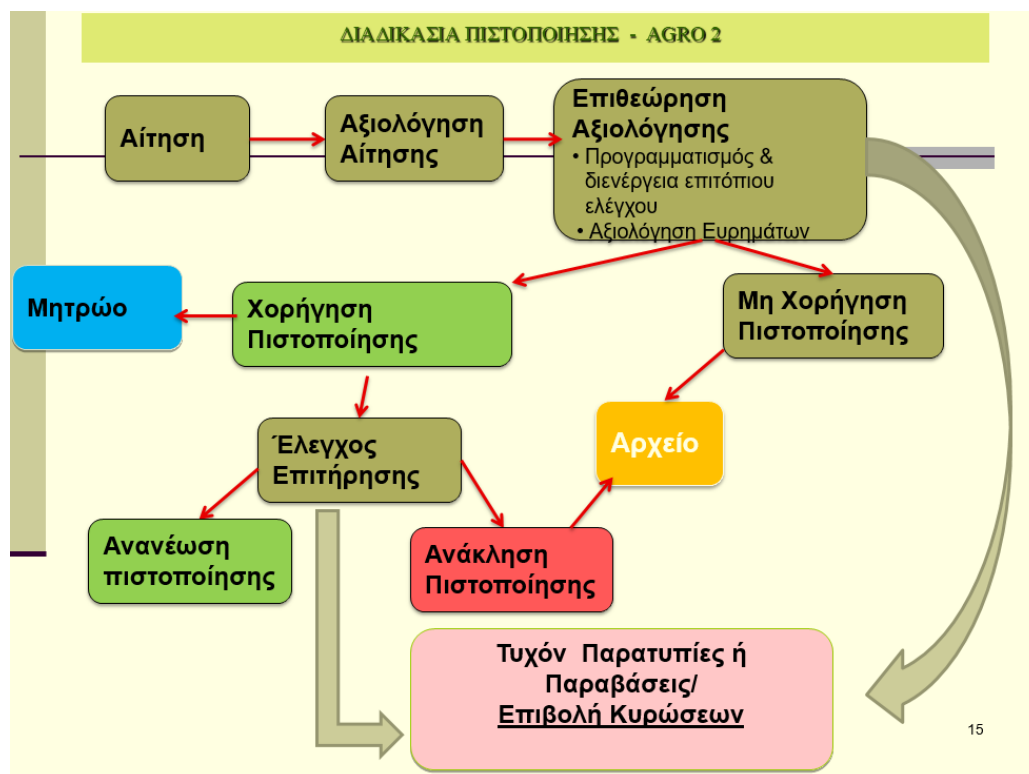 ΔΙΑΔΙΚΑΣΙΑ ΠΙΣΤΟΠΟΙΗΣΗΣ - AGRO 2
Αίτηση
Αξιολόγηση
Αίτησης
Επιθεώρηση
Αξιολόγησης
• Προγραμματισμός &
διενέργεια επιτόπιου
ελέγχου
• Αξιολόγηση Ευρημάτων
Μητρώο
Χορήγηση
Πιστοποίησης
Μη Χορήγηση
Πιστοποίησης
Έλεγχος
Επιτήρησης
Αρχείο
Ανανέωση
πιστοποίησης
Ανάκληση
Πιστοποίησης
Τυχόν Παρατυπίες ή
Παραβάσεις/
Επιβολή Κυρώσεων
15